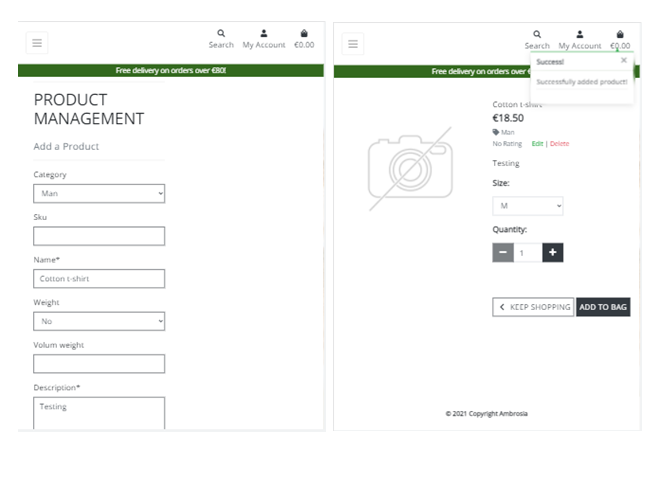 Search My Account €0.00
Free delivery on orders over €80!
PRODUCT
MANAGEMENT
Add a Product
Category
Man
Sku
Name*
Cotton t-shirt
Weight
No
Volum weight
Description*
Testing
Search My Account €0.00
Success!
Successfully added product!
Free delivery on orders over
Cotton t-shirt
€18.50
Man
No Rating Edit | Delete
Testing
Size:
M
Quantity:
1
KEEP SHOPPING ADD TO BAG
© 2021 Copyright Ambrosia